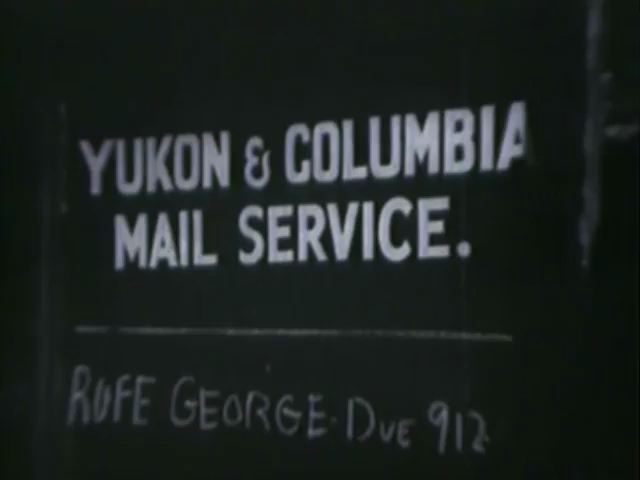 YUKON & COLUMBIA
MAIL SERVICE.
RUFE GEORGE. DUE 912